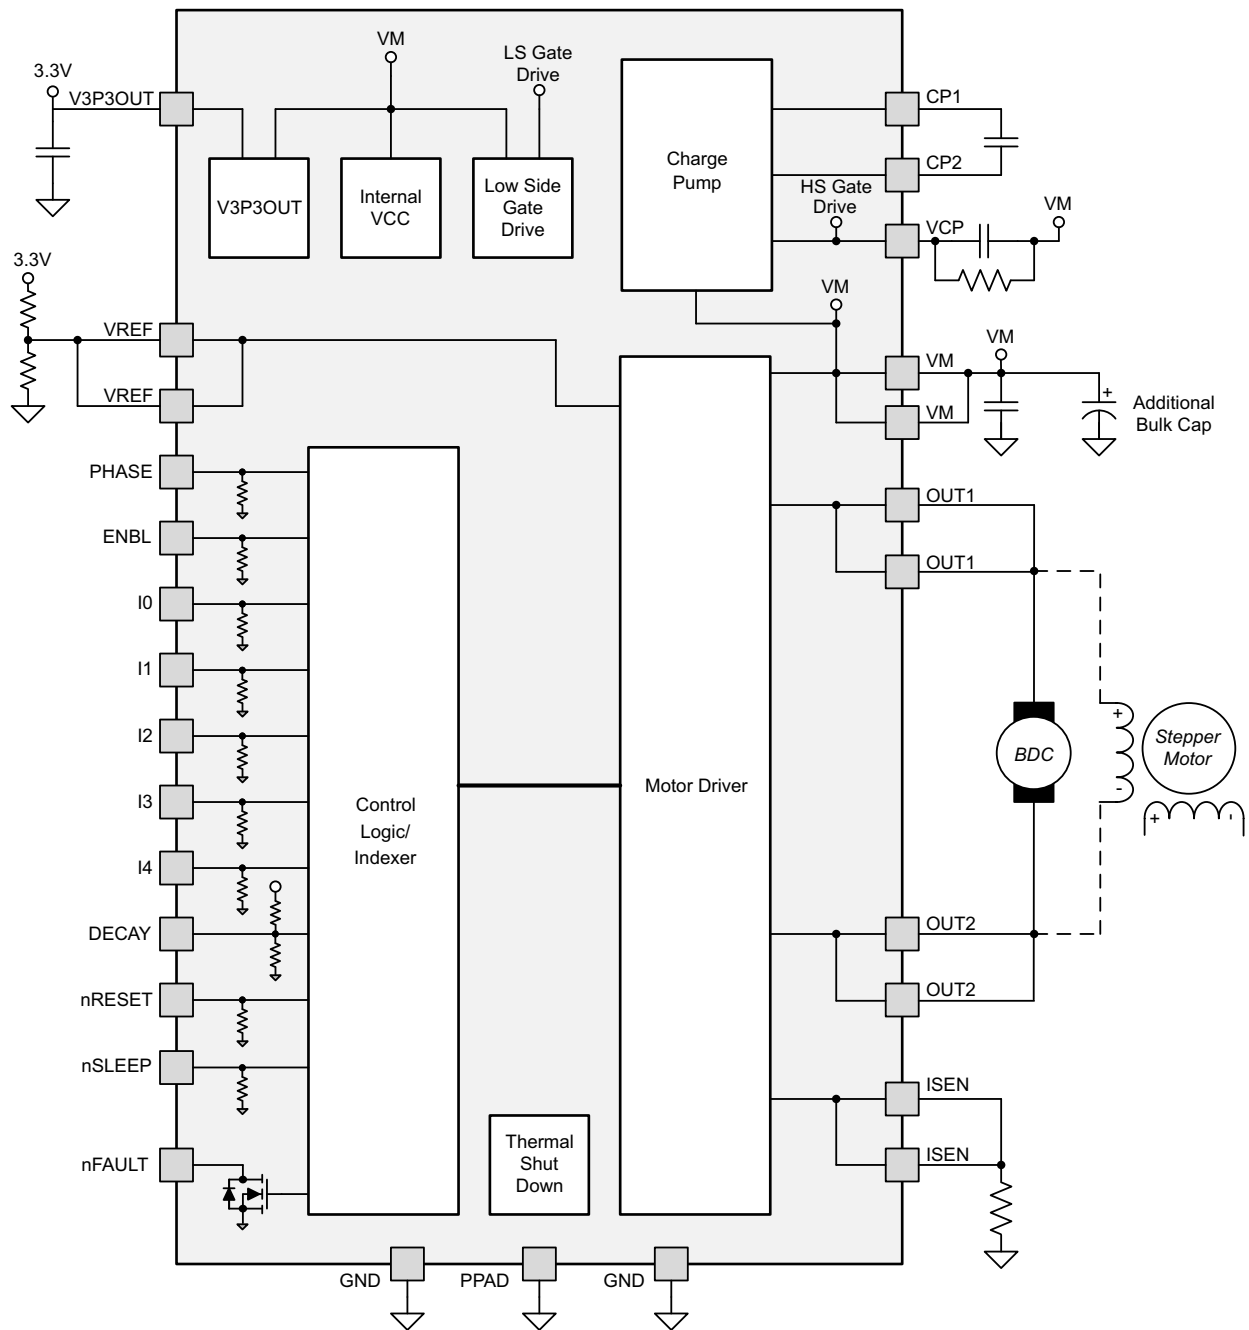 VM
LS Gate
Drive
3.3V
V3P3OUT
V3P3OUT
Internal
VCC
Low Side
Gate
Drive
Charge
Pump
CP1
CP2
HS Gate
Drive
VCP
VM
3.3V
VREF
VREF
VM
VM
VM
VM
+
Additional
Bulk Cap
PHASE
ENBL
I0
I1
I2
I3
I4
DECAY
nRESET
nSLEEP
nFAULT
Control
Logic/
Indexer
Motor Driver
Thermal
Shut
Down
OUT1
OUT1
BDC
+
-
Stepper
Motor
+
-
OUT2
OUT2
ISEN
ISEN
GND
PPAD
GND